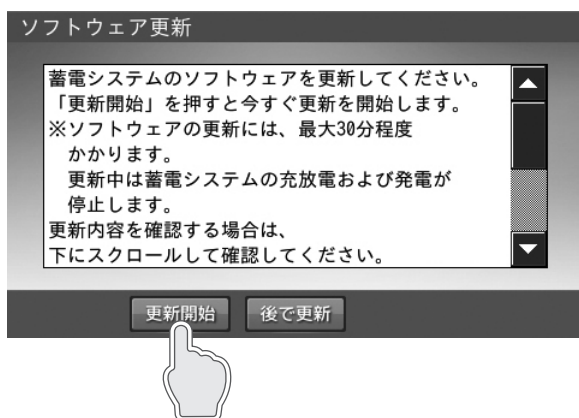 ソフトウェア更新
蓄電システムのソフトウェアを更新してください。
「更新開始」を押すと今すぐ更新を開始します。
※ソフトウェアの更新には、最大30分程度
かかります。
更新中は蓄電システムの充放電および発電が
停止します。
更新内容を確認する場合は、
下にスクロールして確認してください。
更新開始 後で更新